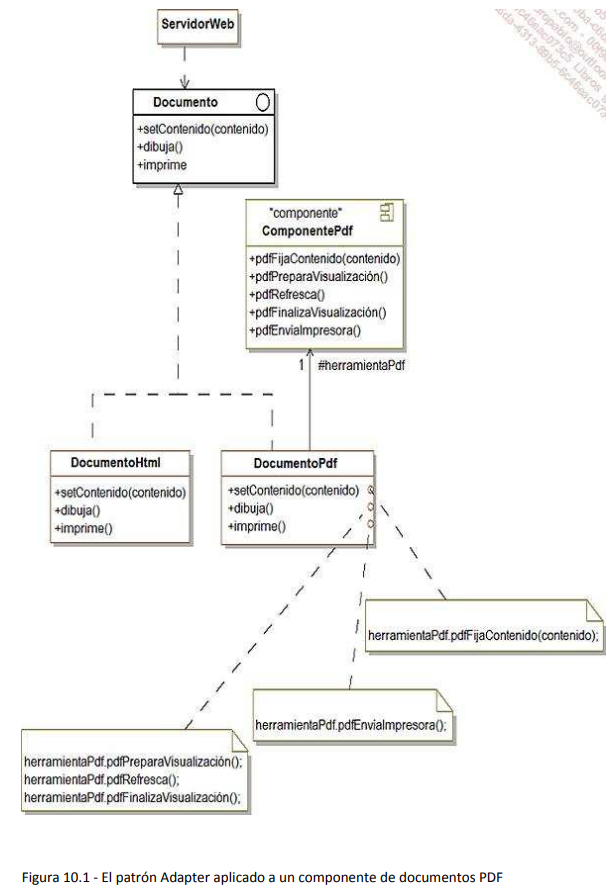 ServidorWeb
Documento
+setContenido(contenido)
+dibuja()
+imprime
"componente"
ComponentePdf
+pdfFijaContenido(contenido)
+pdfPreparaVisualización()
+pdfRefresca()
+pdfFinalizaVisualización()
+pdfEnviaImpresora()
1 #herramientaPdf
DocumentoHtml
+setContenido(contenido)
+dibuja()
+imprime()
DocumentoPdf
+setContenido(contenido)
+dibuja()
+imprime()
herramientaPdf.pdfFijaContenido(contenido);
herramientaPdf.pdfEnviaImpresora();
herramientaPdf.pdfPreparaVisualización();
herramientaPdf.pdfRefresca();
herramientaPdf.pdfFinalizaVisualización();
Figura 10.1 - El patrón Adapter aplicado a un componente de documentos PDF